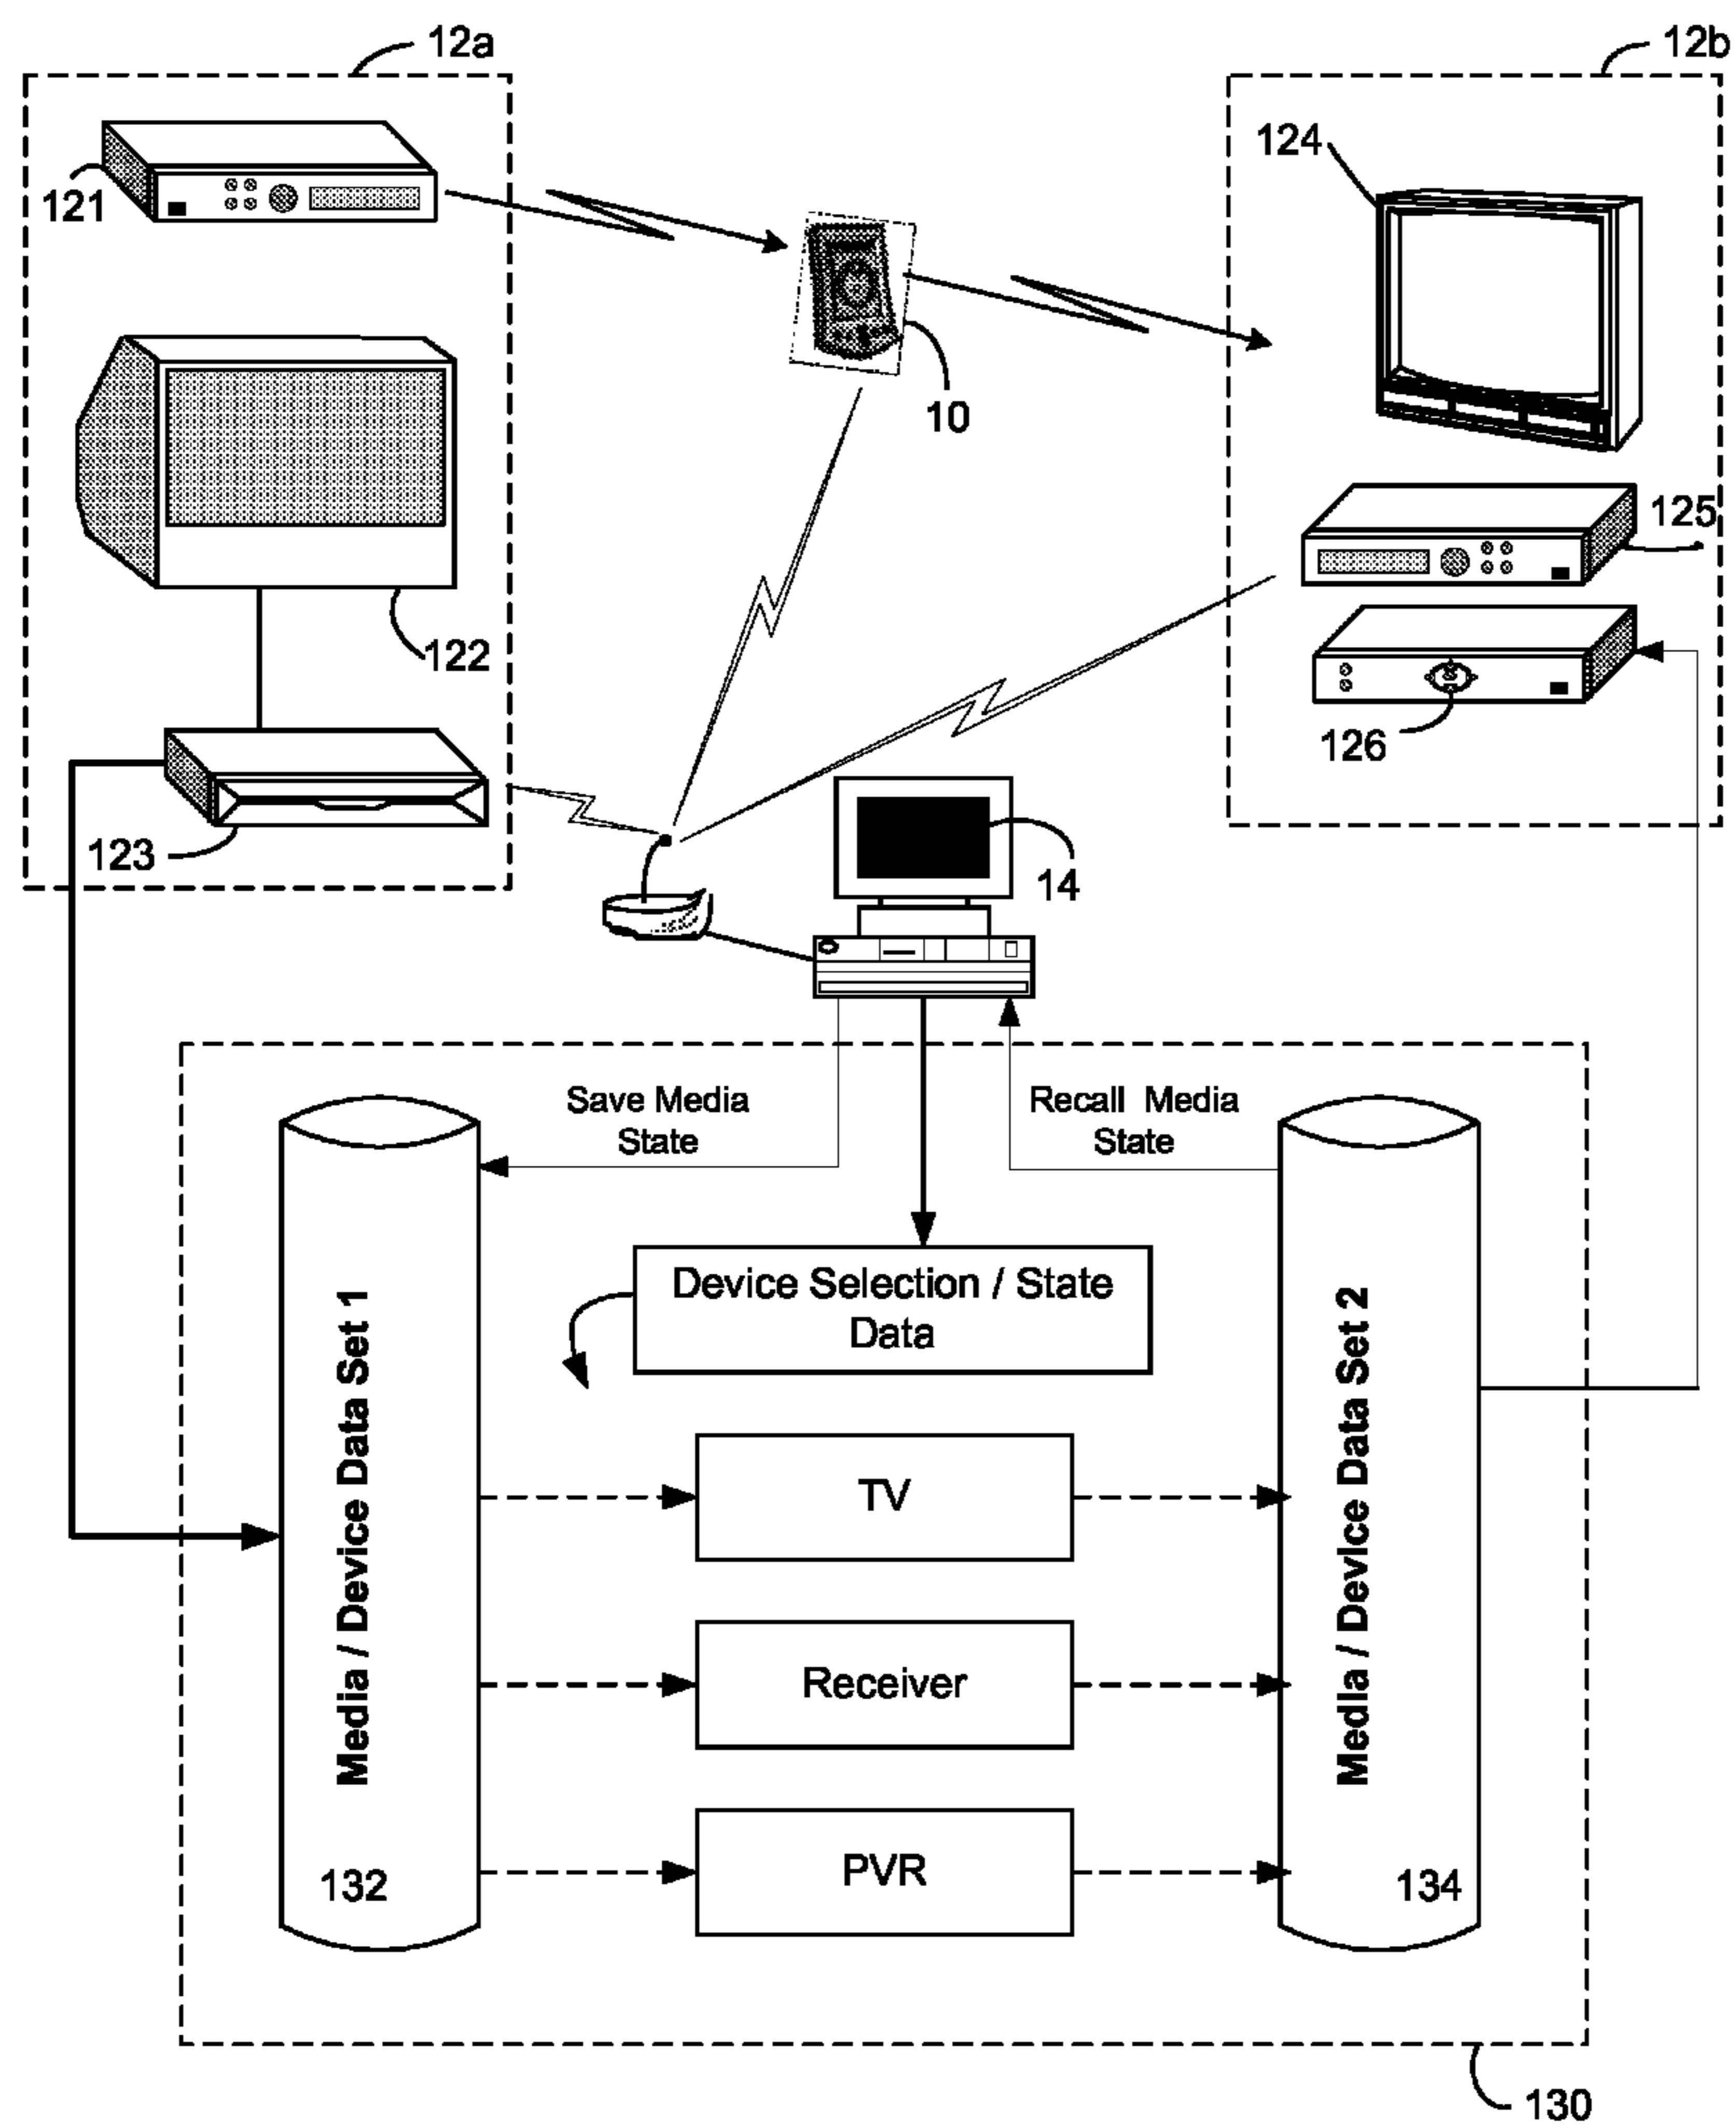 12a
12b
121
124
10
125
122
126
123
14
Save Media
State
Recall Media
State
Device Selection / State
Data
Media / Device Data Set 1
Media / Device Data Set 2
TV
Receiver
PVR
132
134
130